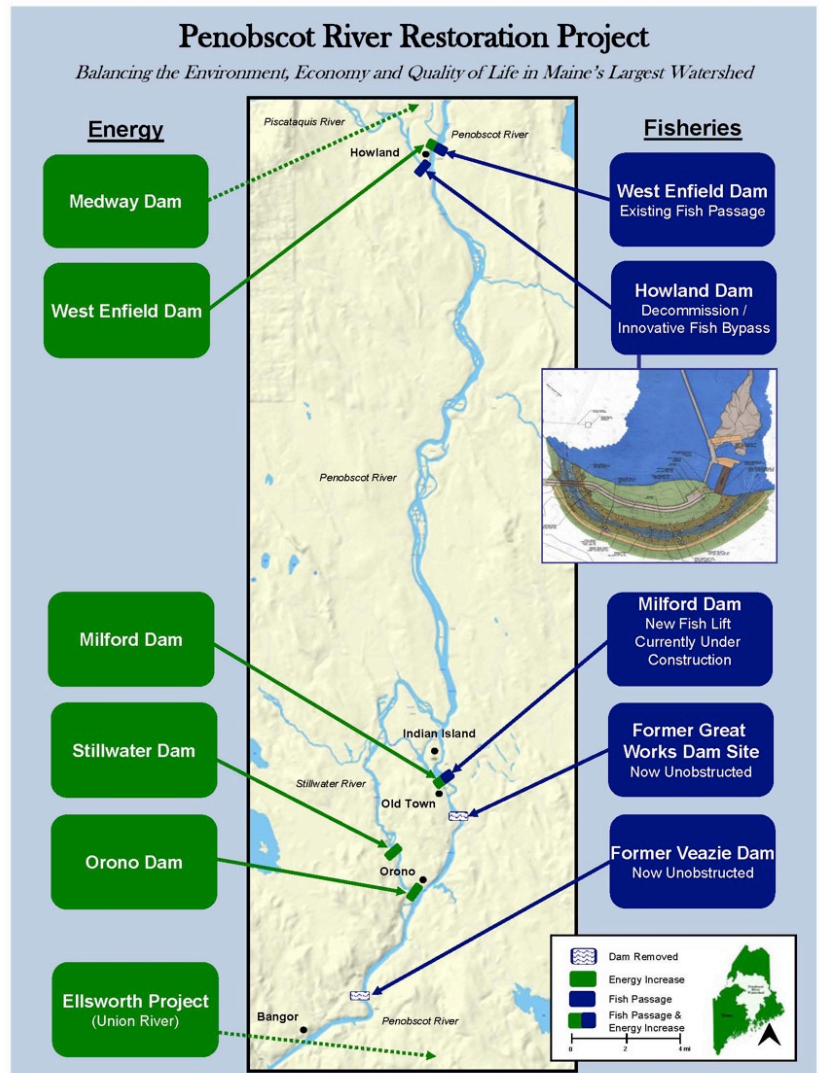 Penobscot River Restoration Project
Balancing the Environment, Economy and Quality of Life in Maine's Largest Watershed
Energy
Medway Dam
West Enfield Dam
Milford Dam
Stillwater Dam
Orono Dam
Ellsworth Project
(Union River)
Piscataquis River
Penobscot River
Howland
Penobscot River
Indian Island
Stillwater River
Old Town
Orono
Bangor
Penobscot River
Fisheries
West Enfield Dam
Existing Fish Passage
Howland Dam
Decommission /
Innovative Fish Bypass
Milford Dam
New Fish Lift
Currently Under
Construction
Former Great
Works Dam Site
Now Unobstructed
Former Veazie Dam
Now Unobstructed
Dam Removed
Energy Increase
Fish Passage
Fish Passage &
Energy Increase
0 2 4 mi